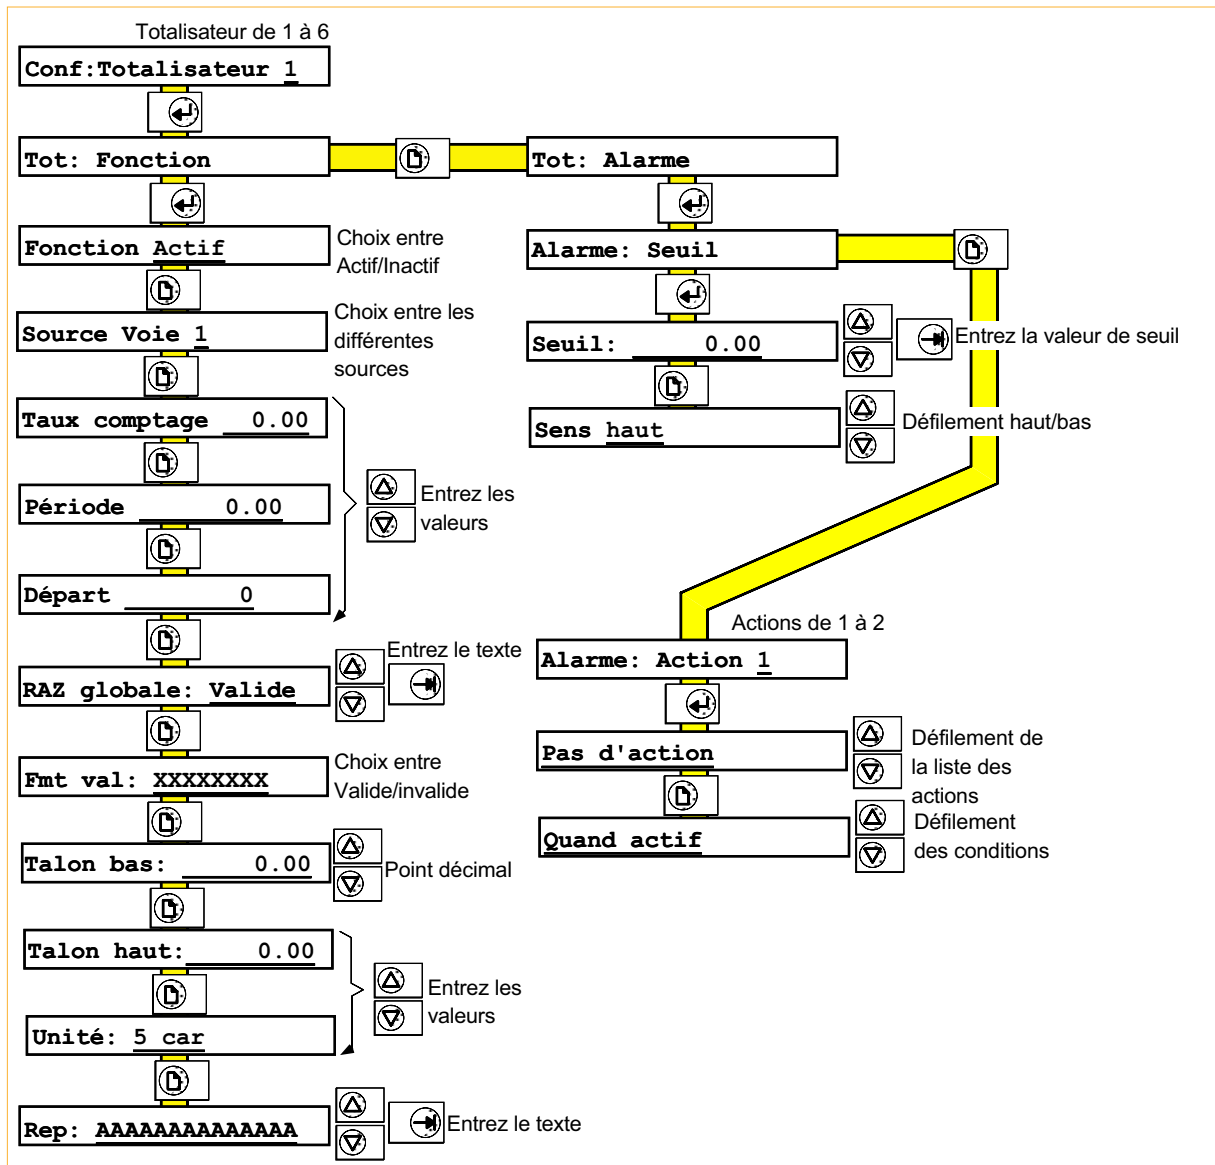 Totalisateur de 1 à 6
Conf:Totalisateur 1
Tot: Fonction
Fonction Actif
Choix entre
Actif/Inactif
Source Voie 1
Choix entre les
différentes
sources
Taux comptage 0.00
Période 0.00
Entrez les
valeurs
Départ 0
RAZ globale: Valide
Entrez le texte
Fmt val: XXXXXXXX
Choix entre
Valide/invalide
Talon bas: 0.00
Point décimal
Talon haut: 0.00
Entrez les
valeurs
Unité: 5 car
Rep: AAAAAAAAAAAAAA
Entrez le texte
Tot: Alarme
Alarme: Seuil
Seuil: 0.00
Entrez la valeur de seuil
Sens haut
Défilement haut/bas
Actions de 1 à 2
Alarme: Action 1
Pas d'action
Défilement de
la liste des
actions
Quand actif
Défilement
des conditions